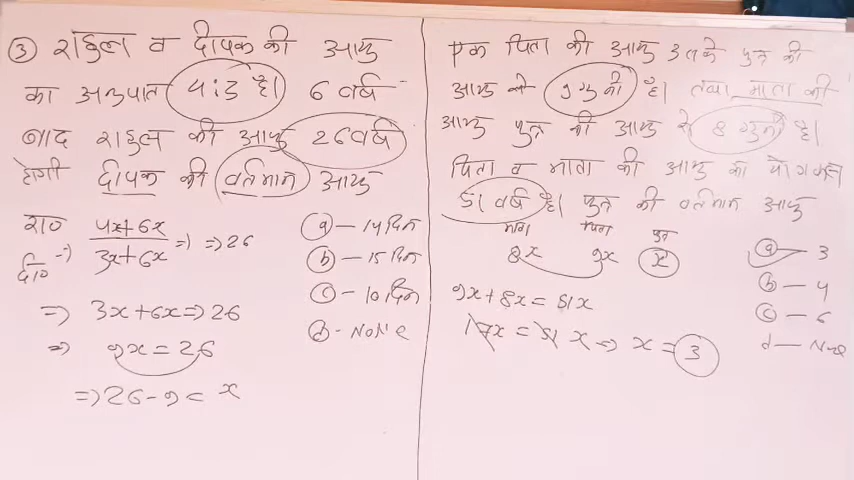 ③ राहुल व दीपक की आयु
का अनुपात 4:3 है। 6 वर्ष
बाद राहुल की आयु 26 वर्ष
होगी दीपक की वर्तमान आयु
रा० 4x+6x ⇒ ⇒26
दी० ⇒ 3x+6x
⇒ 3x+6x⇒26
⇒ 9x=26
⇒26-9= x
ⓐ – 14 दिन
ⓑ – 15 दिन
ⓒ – 10 दिन
ⓓ - NoNe
एक पिता की आयु उसके पुत्र की
आयु से 9 गुनी है। तथा माता की
आयु पुत्र की आयु से 8 गुनी है।
पिता व माता की आयु का योगफल
51 वर्ष है। पुत्र की वर्तमान आयु
माता पिता पुत्र
8x 9x x
9x+8x=51x
17x = 51 x ⇒ x = 3
ⓐ – 3
ⓑ – 4
ⓒ – 6
d – None